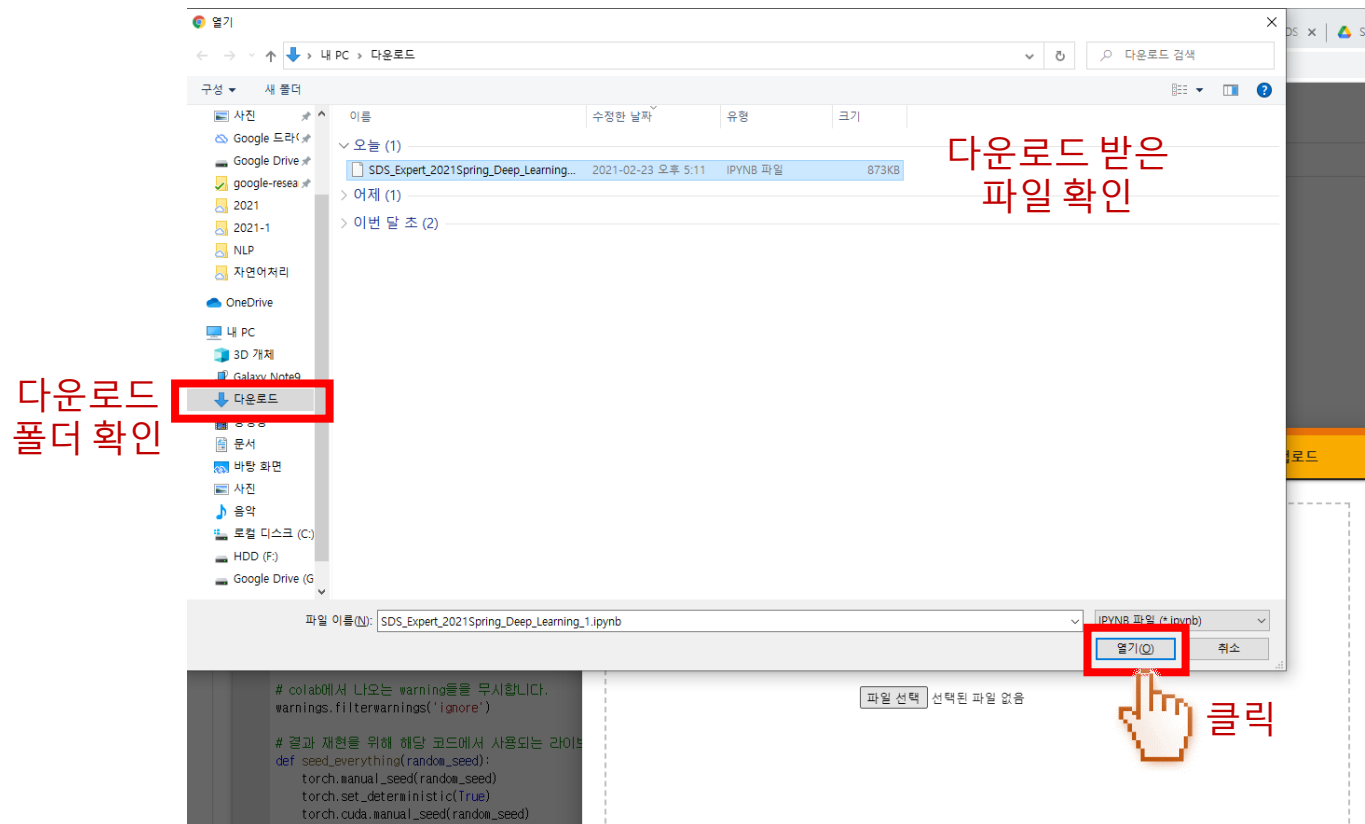 열기
DS
내 PC › 다운로드
다운로드 검색
구성
새 폴더
이름
수정한 날짜
유형
크기
사진
Google 드라
Google Drive
google-resea
2021
2021-1
NLP
자연어처리
OneDrive
내 PC
3D 개체
Galaxy Note9
다운로드
문서
바탕 화면
사진
음악
로컬 디스크 (C:)
HDD (F:)
Google Drive (G
오늘 (1)
SDS_Expert_2021Spring_Deep_Learning... 2021-02-23 오후 5:11 IPYNB 파일 873KB
어제 (1)
이번 달 초 (2)
다운로드 받은
파일 확인
다운로드
폴더 확인
로드
파일 이름(N):
SDS_Expert_2021Spring_Deep_Learning_1.ipynb
IPYNB 파일 (*.ipynb)
열기(O)
취소
파일 선택 선택된 파일 없음
클릭
# colab에서 나오는 warning들을 무시합니다.
warnings.filterwarnings('ignore')
# 결과 재현을 위해 해당 코드에서 사용되는 라이브
def seed_everything(random_seed):
torch.manual_seed(random_seed)
torch.set_deterministic(True)
torch.cuda.manual_seed(random_seed)